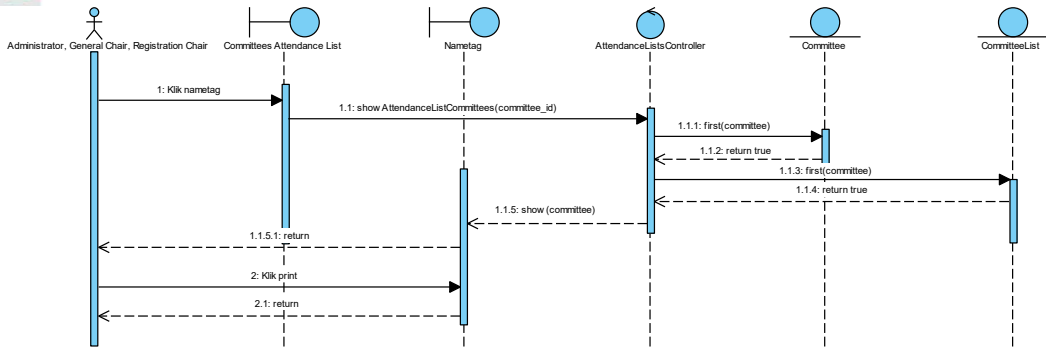 Administrator, General Chair, Registration Chair
Committees Attendance List
Nametag
AttendanceListsController
Committee
CommitteeList
1: Klik nametag
1.1: show AttendanceListCommittees(committee_id)
1.1.1: first(committee)
1.1.2: return true
1.1.3: first(committee)
1.1.4: return true
1.1.5: show (committee)
1.1.5.1: return
2: Klik print
2.1: return